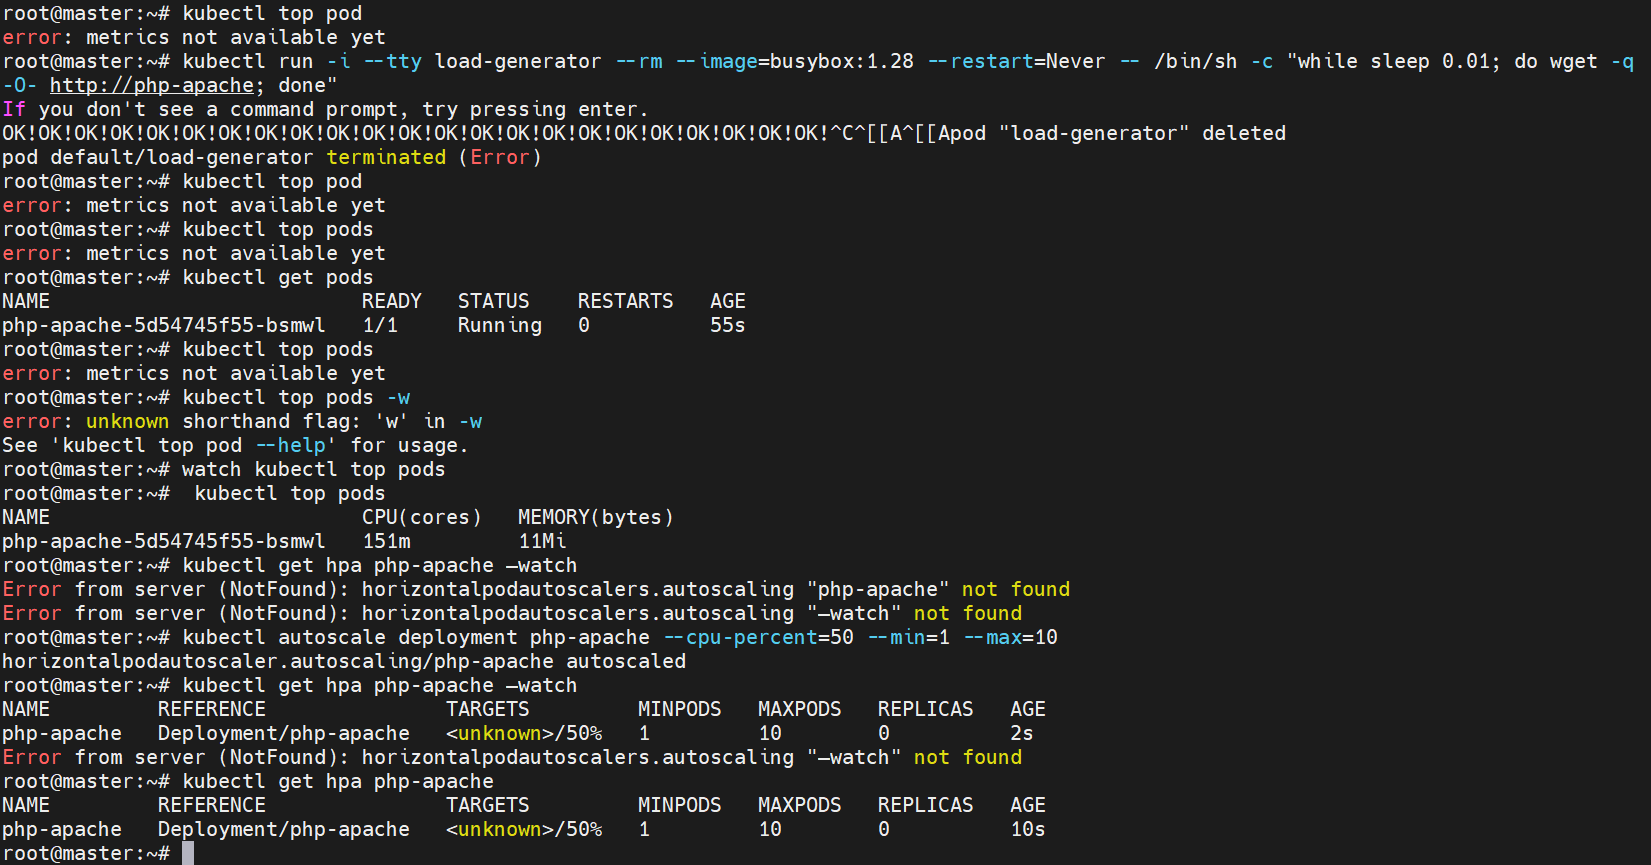 root@master:~# kubectl top pod
error: metrics not available yet
root@master:~# kubectl run -i --tty load-generator --rm --image=busybox:1.28 --restart=Never -- /bin/sh -c "while sleep 0.01; do wget -q
-O- http://php-apache; done"
If you don't see a command prompt, try pressing enter.
OK!OK!OK!OK!OK!OK!OK!OK!OK!OK!OK!OK!OK!OK!OK!OK!OK!OK!OK!OK!OK!OK!OK!^C^[[A^[[Apod "load-generator" deleted
pod default/load-generator terminated (Error)
root@master:~# kubectl top pod
error: metrics not available yet
root@master:~# kubectl top pods
error: metrics not available yet
root@master:~# kubectl get pods
NAME                          READY   STATUS    RESTARTS   AGE
php-apache-5d54745f55-bsmwl   1/1     Running   0          55s
root@master:~# kubectl top pods
error: metrics not available yet
root@master:~# kubectl top pods -w
error: unknown shorthand flag: 'w' in -w
See 'kubectl top pod --help' for usage.
root@master:~# watch kubectl top pods
root@master:~#  kubectl top pods
NAME                          CPU(cores)   MEMORY(bytes)
php-apache-5d54745f55-bsmwl   151m         11Mi
root@master:~# kubectl get hpa php-apache —watch
Error from server (NotFound): horizontalpodautoscalers.autoscaling "php-apache" not found
Error from server (NotFound): horizontalpodautoscalers.autoscaling "—watch" not found
root@master:~# kubectl autoscale deployment php-apache --cpu-percent=50 --min=1 --max=10
horizontalpodautoscaler.autoscaling/php-apache autoscaled
root@master:~# kubectl get hpa php-apache —watch
NAME         REFERENCE               TARGETS         MINPODS   MAXPODS   REPLICAS   AGE
php-apache   Deployment/php-apache   <unknown>/50%   1         10        0          2s
Error from server (NotFound): horizontalpodautoscalers.autoscaling "—watch" not found
root@master:~# kubectl get hpa php-apache
NAME         REFERENCE               TARGETS         MINPODS   MAXPODS   REPLICAS   AGE
php-apache   Deployment/php-apache   <unknown>/50%   1         10        0          10s
root@master:~#